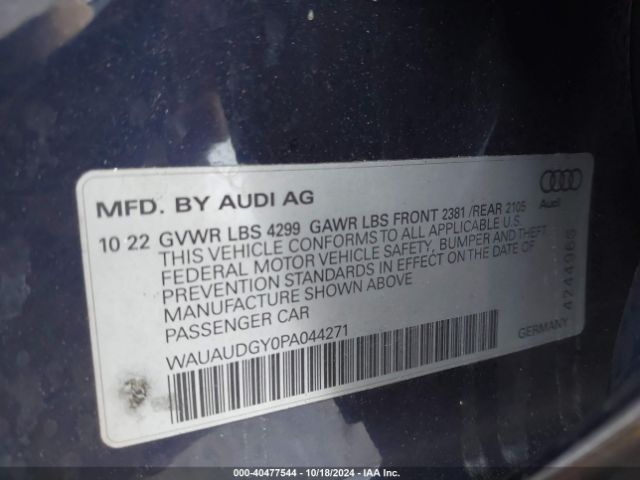 MFD. BY AUDI AG
Audi
10 22 GVWR LBS 4299 GAWR LBS FRONT 2381 /REAR 2105
THIS VEHICLE CONFORMS TO ALL APPLICABLE U.S.
FEDERAL MOTOR VEHICLE SAFETY, BUMPER AND THEFT
PREVENTION STANDARDS IN EFFECT ON THE DATE OF
MANUFACTURE SHOWN ABOVE
PASSENGER CAR
WAUAUDGY0PA044271
GERMANY
4744965
000-40477544 / 10/18/2024 - IAA Inc.